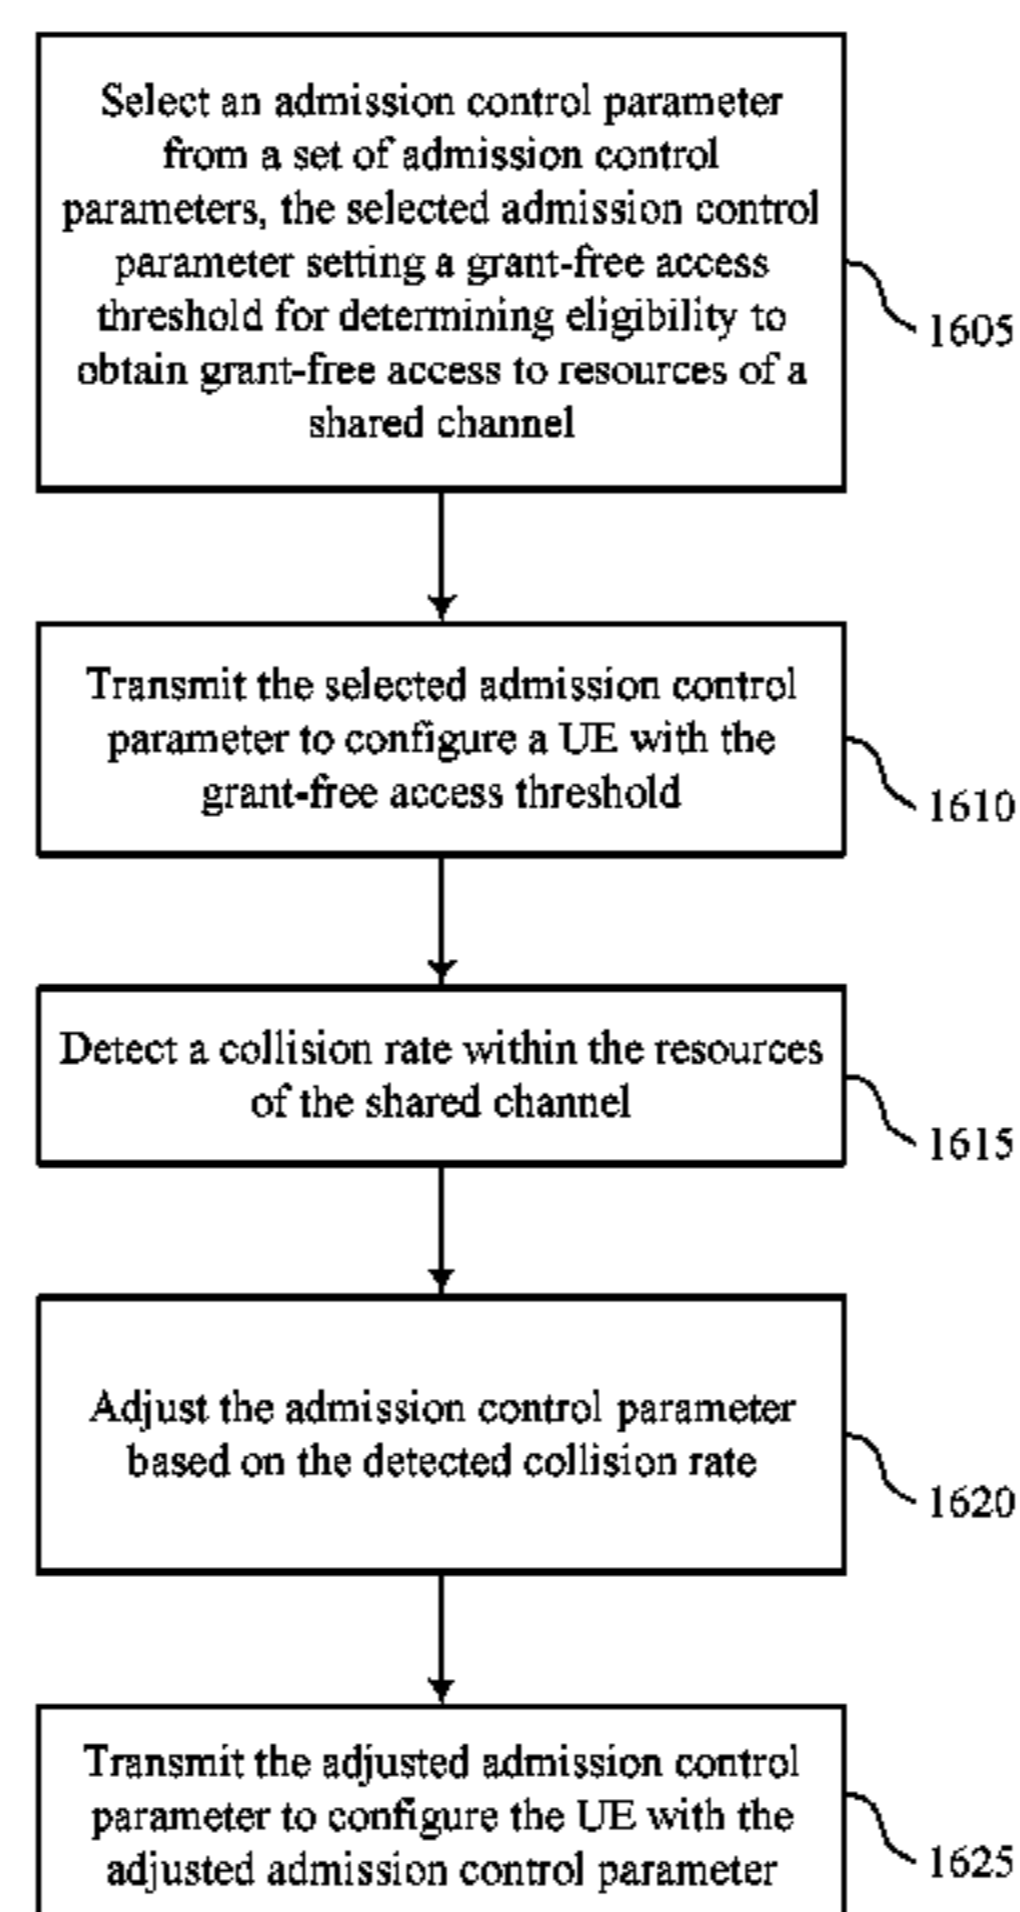 Select an admission control parameter
from a set of admission control
parameters, the selected admission control
parameter setting a grant-free access
threshold for determining eligibility to
obtain grant-free access to resources of a
shared channel
1605
Transmit the selected admission control
parameter to configure a UE with the
grant-free access threshold
1610
Detect a collision rate within the resources
of the shared channel
1615
Adjust the admission control parameter
based on the detected collision rate
1620
Transmit the adjusted admission control
parameter to configure the UE with the
adjusted admission control parameter
1625